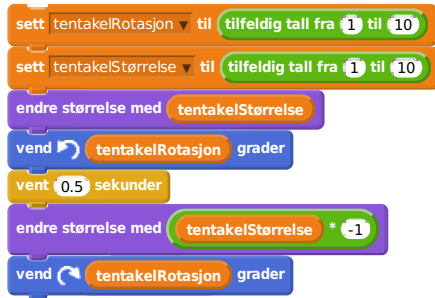 sett tentakelRotasjon til tilfeldig tall fra 1 til 10
sett tentakelStørrelse til tilfeldig tall fra 1 til 10
endre størrelse med tentakelStørrelse
vend tentakelRotasjon grader
vent 0.5 sekunder
endre størrelse med tentakelStørrelse * -1
vend tentakelRotasjon grader